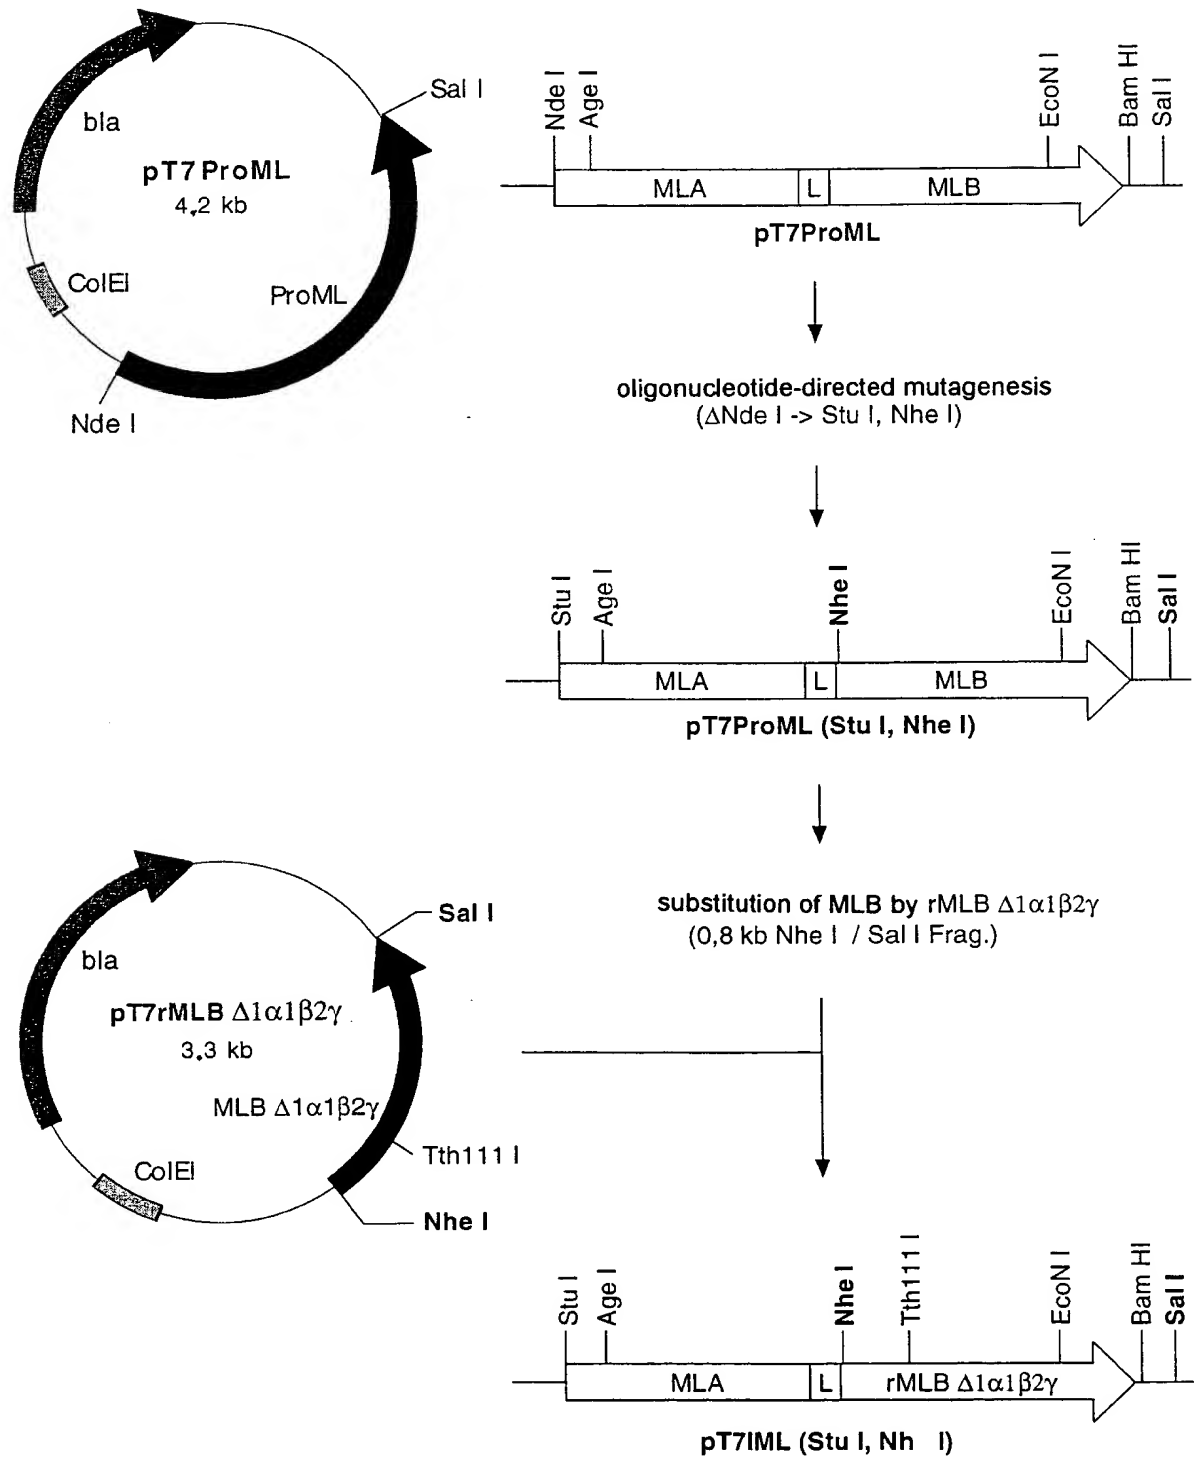 Sal I
bla
pT7ProML
4.2 kb
ColEI
ProML
Nde I
Nde I
Age I
EcoN I
Bam HI
Sal I
MLA
L
MLB
pT7ProML
oligonucleotide-directed mutagenesis
(ΔNde I -> Stu I, Nhe I)
Stu I
Age I
Nhe I
EcoN I
Bam HI
Sal I
MLA
L
MLB
pT7ProML (Stu I, Nhe I)
substitution of MLB by rMLB Δ1α1β2γ
(0,8 kb Nhe I / Sal I Frag.)
Sal I
bla
pT7rMLB Δ1α1β2γ
3.3 kb
MLB Δ1α1β2γ
Tth111 I
ColEI
Nhe I
Stu I
Age I
Nhe I
Tth111 I
EcoN I
Bam HI
Sal I
MLA
L
rMLB Δ1α1β2γ
pT7IML (Stu I, Nh I)